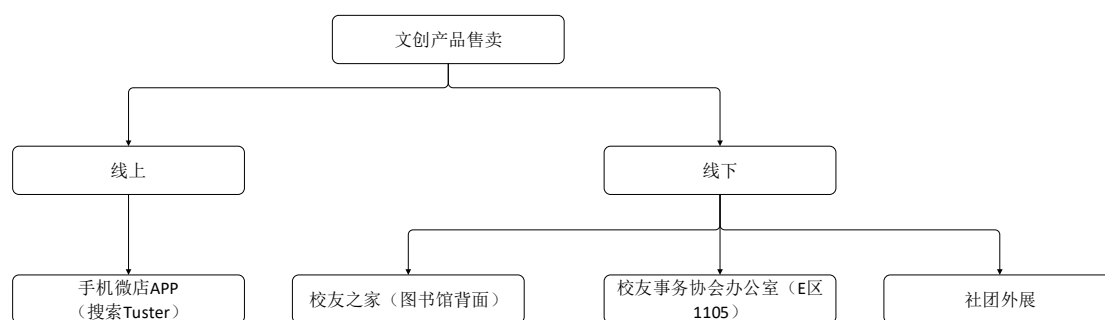 文创产品售卖
线上
线下
手机微店APP
（搜索Tuster）
校友之家（图书馆背面）
校友事务协会办公室（E区
1105）
社团外展